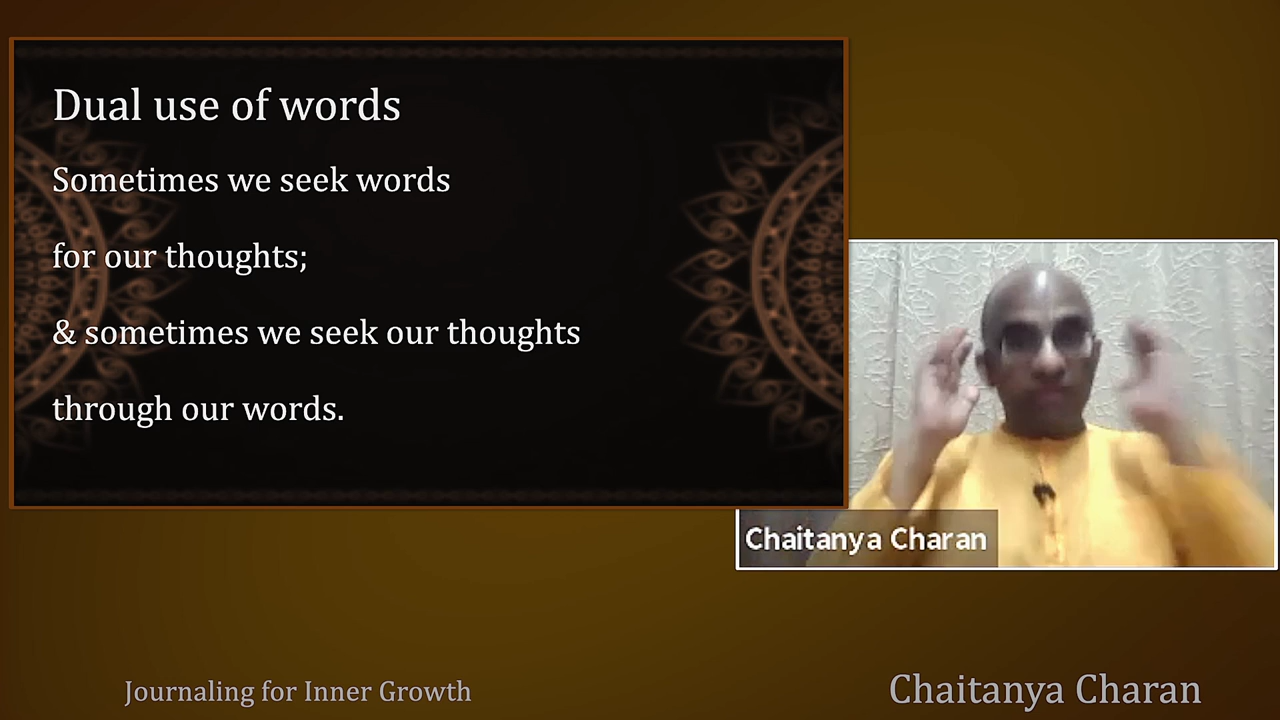 Dual use of words
Sometimes we seek words
for our thoughts;
& sometimes we seek our thoughts
through our words.
Chaitanya Charan
Journaling for Inner Growth
Chaitanya Charan